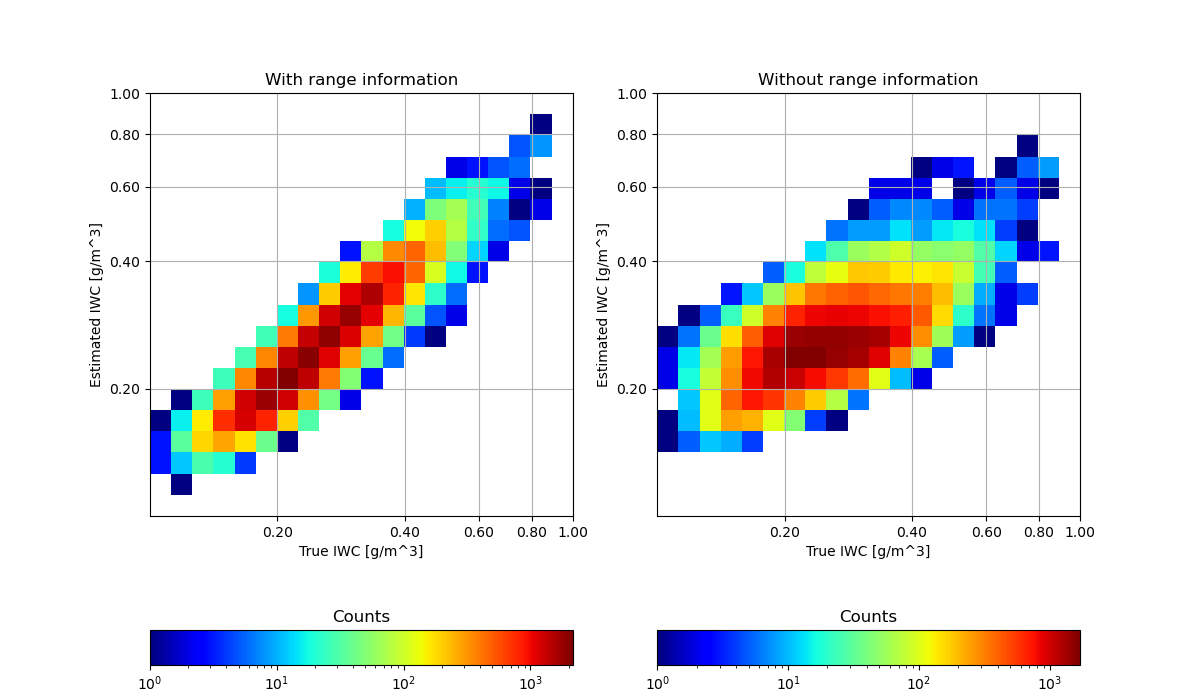 With range information
Without range information
1.00
0.80
0.60
0.40
0.20
Estimated IWC [g/m^3]
0.20 0.40 0.60 0.80 1.00
True IWC [g/m^3]
1.00
0.80
0.60
0.40
0.20
Estimated IWC [g/m^3]
0.20 0.40 0.60 0.80 1.00
True IWC [g/m^3]
Counts
10^0 10^1 10^2 10^3
Counts
10^0 10^1 10^2 10^3